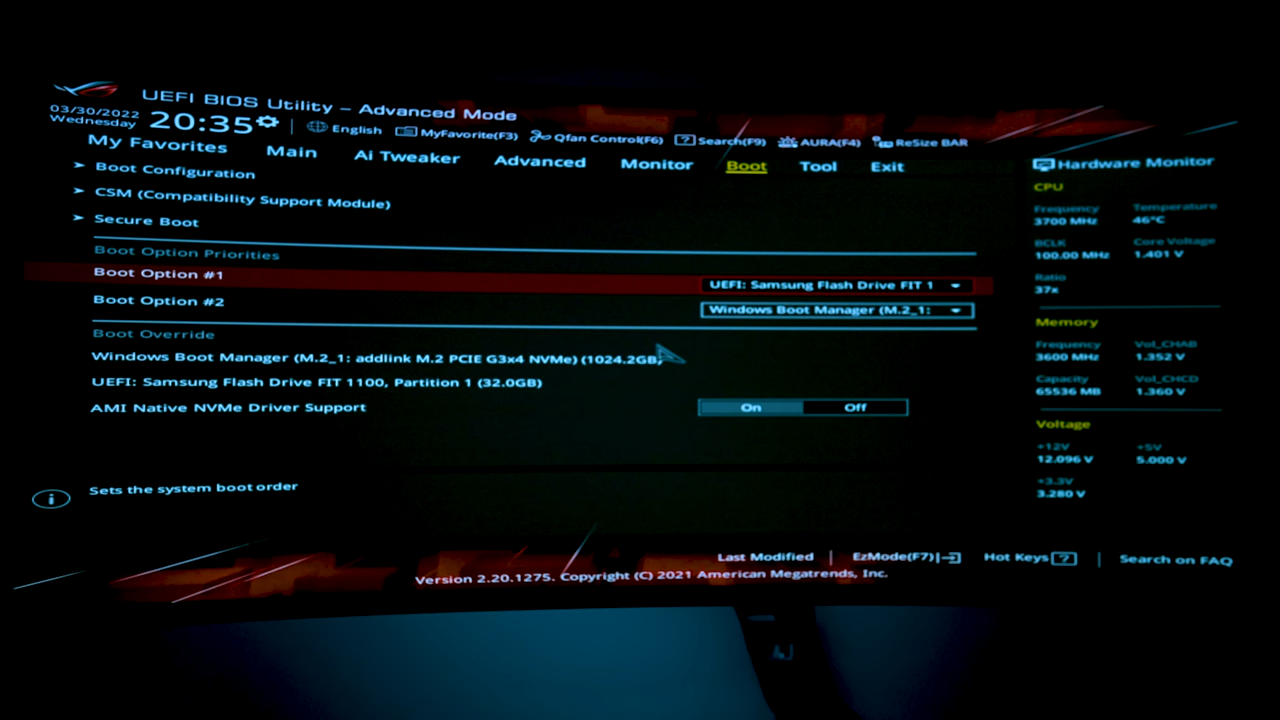 UEFI BIOS Utility – Advanced Mode
03/30/2022
Wednesday
20:35
English
MyFavorite(F3)
Qfan Control(F6)
? Search(F9)
AURA(F4)
ReSize BAR
My Favorites
Main
Ai Tweaker
Advanced
Monitor
Boot
Tool
Exit
Boot Configuration
CSM (Compatibility Support Module)
Secure Boot
Boot Option Priorities
Boot Option #1
UEFI: Samsung Flash Drive FIT 1
Boot Option #2
Windows Boot Manager (M.2_1:
Boot Override
Windows Boot Manager (M.2_1: addlink M.2 PCIE G3x4 NVMe) (1024.2GB)
UEFI: Samsung Flash Drive FIT 1100, Partition 1 (32.0GB)
AMI Native NVMe Driver Support
On
Off
i Sets the system boot order
Hardware Monitor
CPU
Frequency Temperature
3700 MHz 46°C
BCLK Core Voltage
100.00 MHz 1.401 V
Ratio
37x
Memory
Frequency Vol_CHAB
3600 MHz 1.352 V
Capacity Vol_CHCD
65536 MB 1.360 V
Voltage
+12V +5V
12.096 V 5.000 V
+3.3V
3.280 V
Last Modified
EzMode(F7)
Hot Keys ?
Search on FAQ
Version 2.20.1275. Copyright (C) 2021 American Megatrends, Inc.